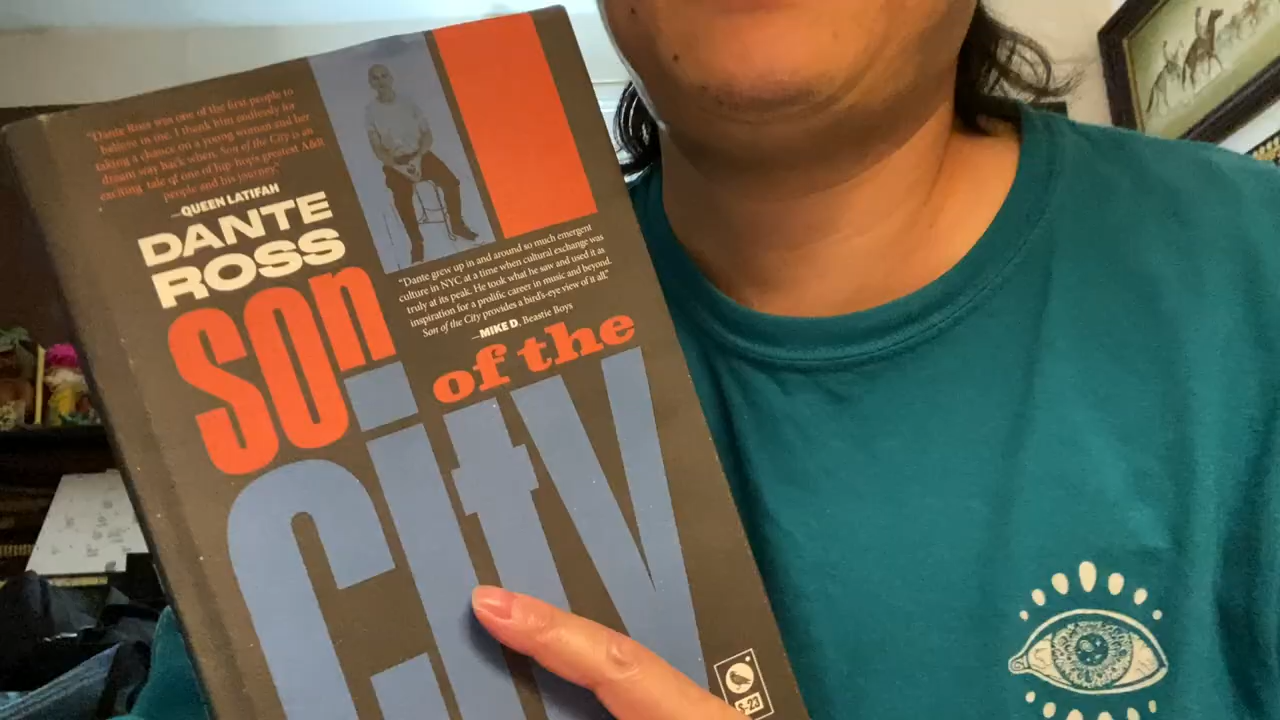 "Dante Ross was one of the first people to
believe in me. I thank him endlessly for
taking a chance on a young woman and her
dream way back when. Son of the City is an
exciting tale of one of hip-hop's greatest A&R
people and his journey."
—QUEEN LATIFAH
DANTE
ROSS
"Dante grew up in and around so much emergent
culture in NYC at a time when cultural exchange was
truly at its peak. He took what he saw and used it as
inspiration for a prolific career in music and beyond.
Son of the City provides a bird's-eye view of it all."
—MIKE D, Beastie Boys
Son
of the
City